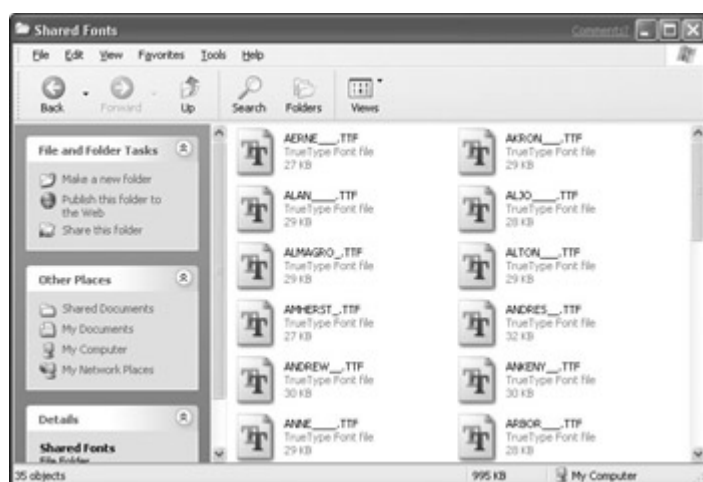 Shared Fonts
Comments?
File Edit View Favorites Tools Help
Back Forward Up Search Folders Views
File and Folder Tasks
Make a new folder
Publish this folder to
the Web
Share this folder
Other Places
Shared Documents
My Documents
My Computer
My Network Places
Details
Shared Fonts
File Folder
AERNE___.TTF
TrueType Font file
27 KB
AKRON___.TTF
TrueType Font file
29 KB
ALAN____.TTF
TrueType Font file
29 KB
ALJO____.TTF
TrueType Font file
28 KB
ALMAGRO_.TTF
TrueType Font file
29 KB
ALTON___.TTF
TrueType Font file
29 KB
AMHERST_.TTF
TrueType Font file
27 KB
ANDRES__.TTF
TrueType Font file
32 KB
ANDREW__.TTF
TrueType Font file
30 KB
ANKENY__.TTF
TrueType Font file
30 KB
ANNE____.TTF
TrueType Font file
29 KB
ARBOR___.TTF
TrueType Font file
28 KB
35 objects
995 KB
My Computer